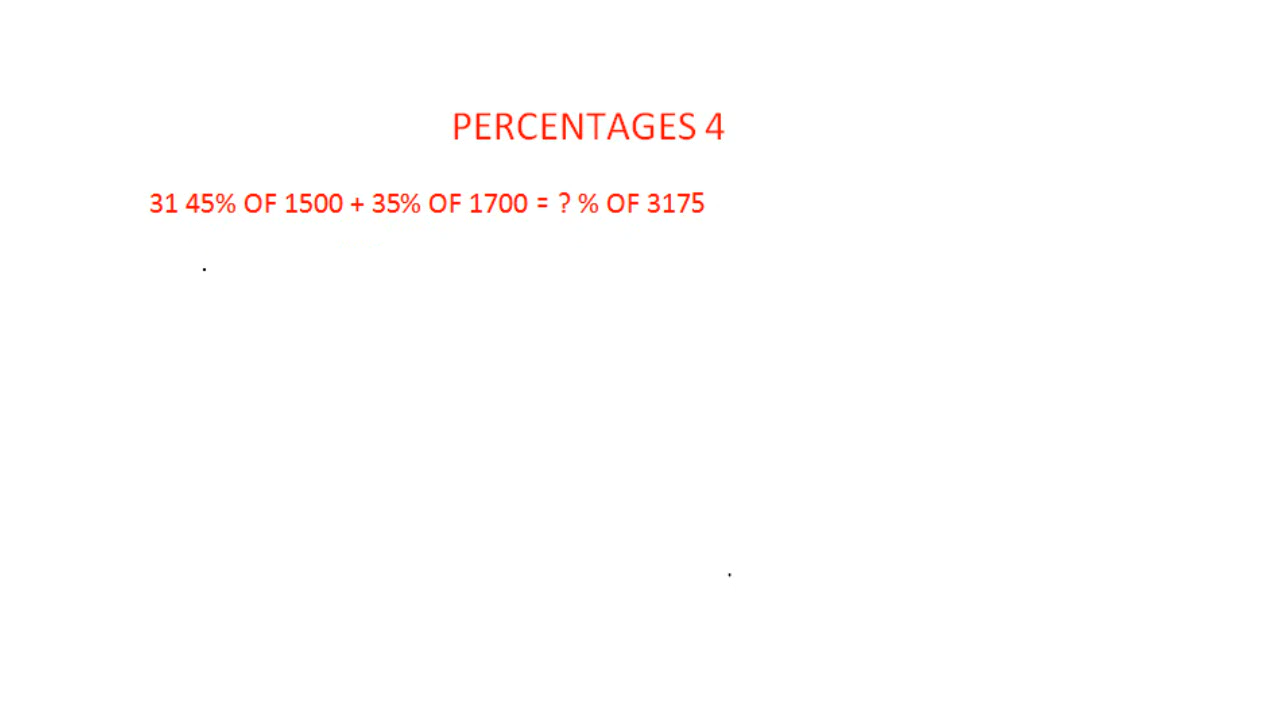 PERCENTAGES 4
31 45% OF 1500 + 35% OF 1700 = ? % OF 3175